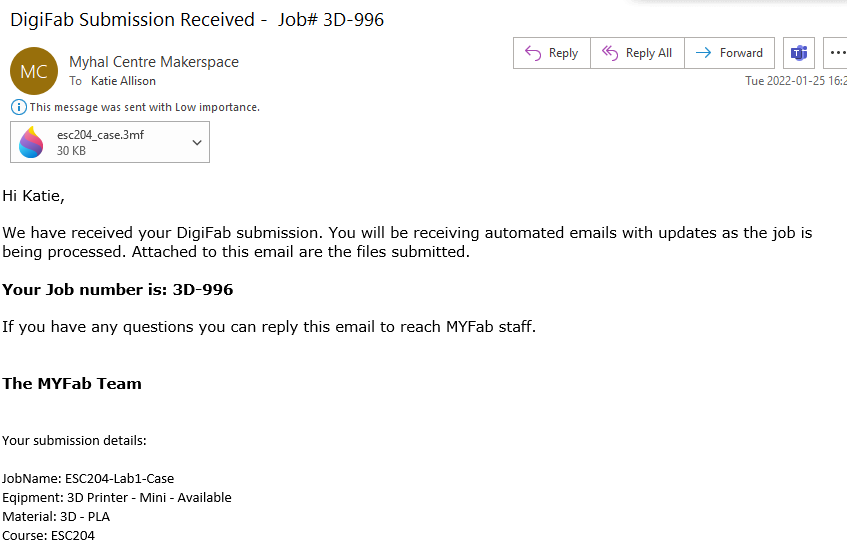 DigiFab Submission Received -  Job# 3D-996
MC
Myhal Centre Makerspace
To Katie Allison
Reply
Reply All
Forward
Tue 2022-01-25
This message was sent with Low importance.
esc204_case.3mf
30 KB
Hi Katie,
We have received your DigiFab submission. You will be receiving automated emails with updates as the job is
being processed. Attached to this email are the files submitted.
Your Job number is: 3D-996
If you have any questions you can reply this email to reach MYFab staff.
The MYFab Team
Your submission details:
JobName: ESC204-Lab1-Case
Eqipment: 3D Printer - Mini - Available
Material: 3D - PLA
Course: ESC204